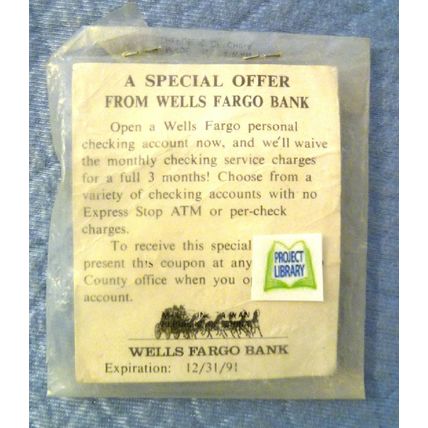 A SPECIAL OFFER
FROM WELLS FARGO BANK
Open a Wells Fargo personal
checking account now, and we'll waive
the monthly checking service charges
for a full 3 months! Choose from a
variety of checking accounts with no
Express Stop ATM or per-check
charges.
To receive this special
present this coupon at any
County office when you
account.
PROJECT
LIBRARY
WELLS FARGO BANK
Expiration: 12/31/91